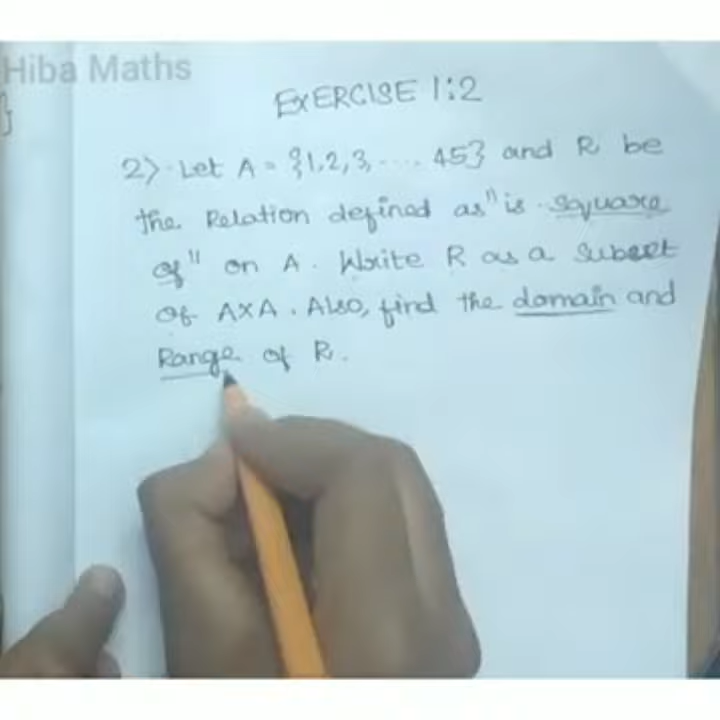 Hiba Maths
}
EXERCISE 1:2
2) Let A = {1,2,3, .... 45} and R be
the Relation defined as "is square
of" on A. Write R as a subset
of A×A. Also, find the domain and
Range of R.